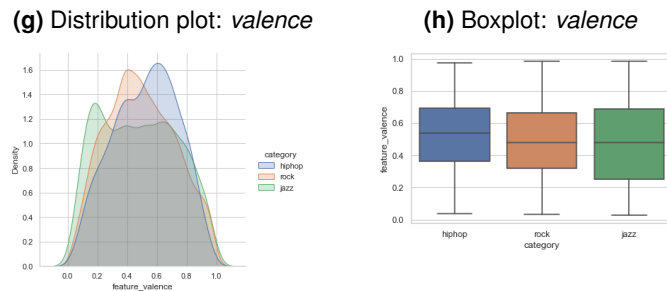 (g) Distribution plot: valence
1.6
1.4
1.2
1.0
0.8
0.6
0.4
0.2
0.0
Density
0.0 0.2 0.4 0.6 0.8 1.0
feature_valence
category
hiphop
rock
jazz
(h) Boxplot: valence
1.0
0.8
0.6
0.4
0.2
0.0
feature_valence
hiphop rock jazz
category